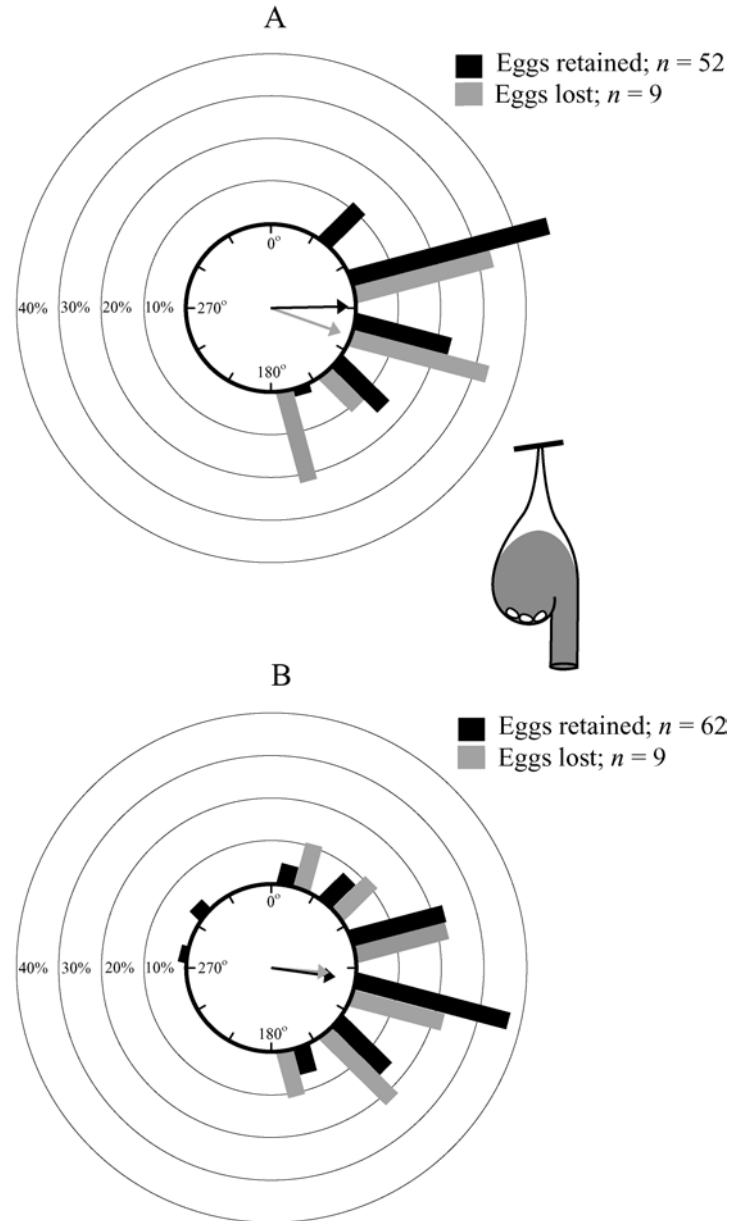 A
Eggs retained; n = 52
Eggs lost; n = 9
0°
40% 30% 20% 10% 270°
180°
B
Eggs retained; n = 62
Eggs lost; n = 9
0°
40% 30% 20% 10% 270°
180°